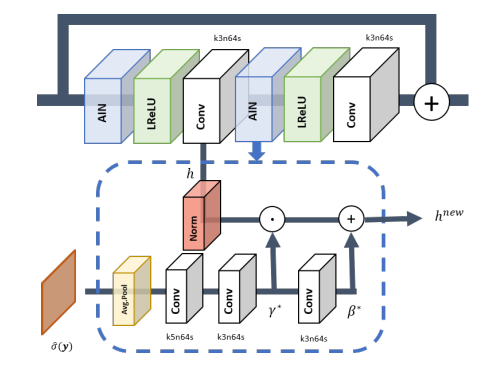 k3n64s
k3n64s
AIN
LReLU
Conv
AIN
LReLU
Conv
+
h
Norm
·
+
h^{new}
Avg,Pool
Conv
Conv
Conv
γ*
β*
σ̂(y)
k5n64s
k3n64s
k3n64s